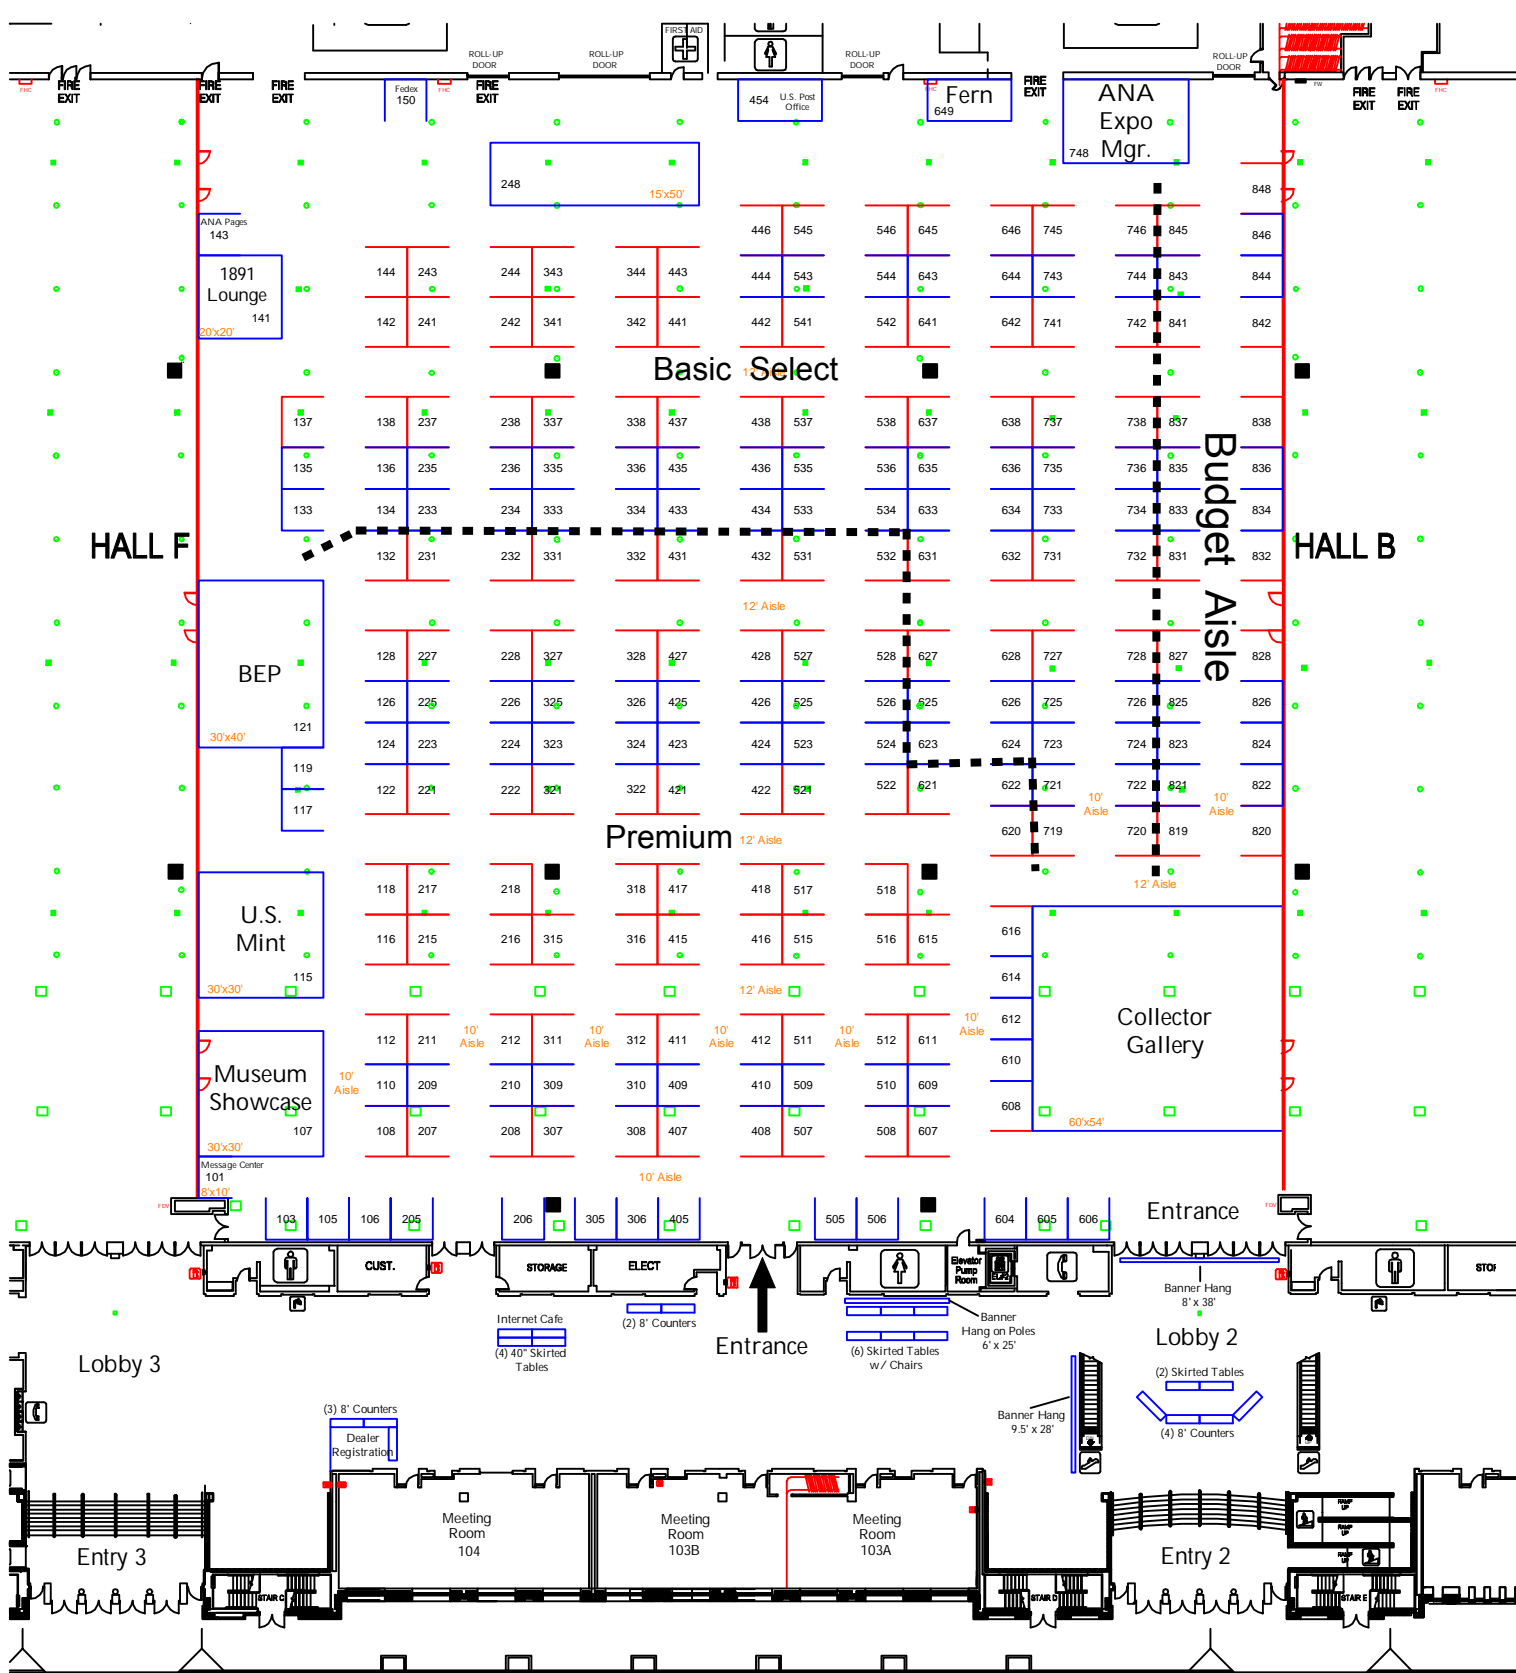 FIRST AID
ROLL-UP
DOOR
ROLL-UP
DOOR
ROLL-UP
DOOR
ROLL-UP
DOOR
FIRE
EXIT
FHC
FIRE
EXIT
FIRE
EXIT
Fedex
150
FHC
FIRE
EXIT
454
U.S. Post
Office
FHC
Fern
649
FIRE
EXIT
ANA
Expo
Mgr.
748
FW
FIRE
EXIT
FIRE
EXIT
FHC
248
15'x50'
848
ANA Pages
143
446 545 546 645 646 745 746 845 846
1891
Lounge
141
20'x20'
144 243 244 343 344 443 444 543 544 643 644 743 744 843 844
142 241 242 341 342 441 442 541 542 641 642 741 742 841 842
Basic Select
12' Aisle
137 138 237 238 337 338 437 438 537 538 637 638 737 738 837 838
135 136 235 236 335 336 435 436 535 536 635 636 735 736 835 836
133 134 233 234 333 334 433 434 533 534 633 634 733 734 833 834
Budget Aisle
HALL F
HALL B
132 231 232 331 332 431 432 531 532 631 632 731 732 831 832
12' Aisle
BEP
121
30'x40'
128 227 228 327 328 427 428 527 528 627 628 727 728 827 828
126 225 226 325 326 425 426 525 526 625 626 725 726 825 826
124 223 224 323 324 423 424 523 524 623 624 723 724 823 824
119
122 221 222 321 322 421 422 521 522 621 622 721 722 821 822
117
10'
Aisle
10'
Aisle
620 719 720 819 820
Premium
12' Aisle
12' Aisle
118 217 218 318 417 418 517 518
U.S.
Mint
115
30'x30'
116 215 216 315 316 415 416 515 516 615
616
614
612
610
608
12' Aisle
Collector
Gallery
60'x54'
112 211 212 311 312 411 412 511 512 611
10'
Aisle
10'
Aisle
10'
Aisle
10'
Aisle
10'
Aisle
10'
Aisle
Museum
Showcase
107
30'x30'
110 209 210 309 310 409 410 509 510 609
108 207 208 307 308 407 408 507 508 607
Message Center
101
8'x10'
10' Aisle
FDV
FDV
103 105 106 205 206 305 306 405 505 506 604 605 606
Entrance
CUST.
STORAGE
ELECT
Elevator
Pump
Room
STOR
Banner Hang
8' x 38'
Internet Cafe
(4) 40" Skirted
Tables
(2) 8' Counters
Entrance
(6) Skirted Tables
w/ Chairs
Banner
Hang on Poles
6' x 25'
Lobby 3
Lobby 2
(2) Skirted Tables
(4) 8' Counters
Banner Hang
9.5' x 28'
(3) 8' Counters
Dealer
Registration
Meeting
Room
104
Meeting
Room
103B
Meeting
Room
103A
Entry 3
Entry 2
RAMP
UP
RAMP
UP
RAMP
UP
STAIR C
STAIR D
STAIR E